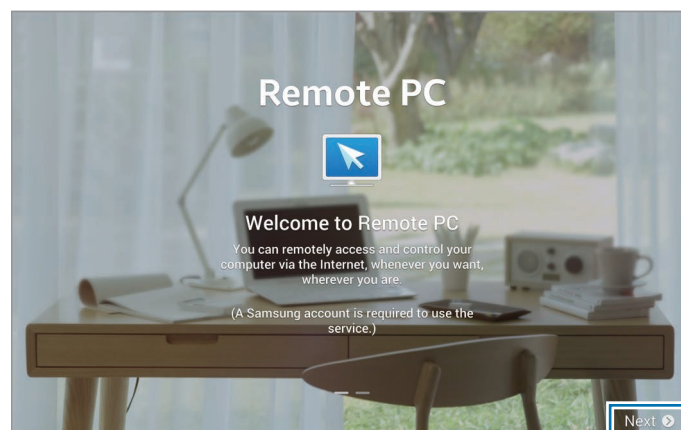 Remote PC
Welcome to Remote PC
You can remotely access and control your
computer via the Internet, whenever you want,
wherever you are.
(A Samsung account is required to use the
service.)
Next